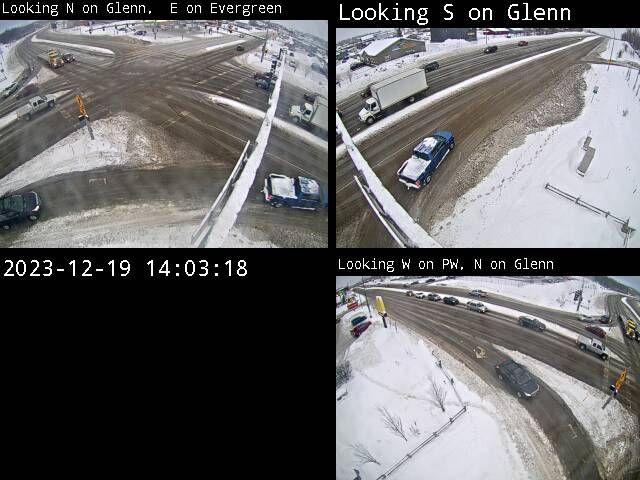 Looking N on Glenn,  E on Evergreen
Looking S on Glenn
2023-12-19 14:03:18
Looking W on PW, N on Glenn